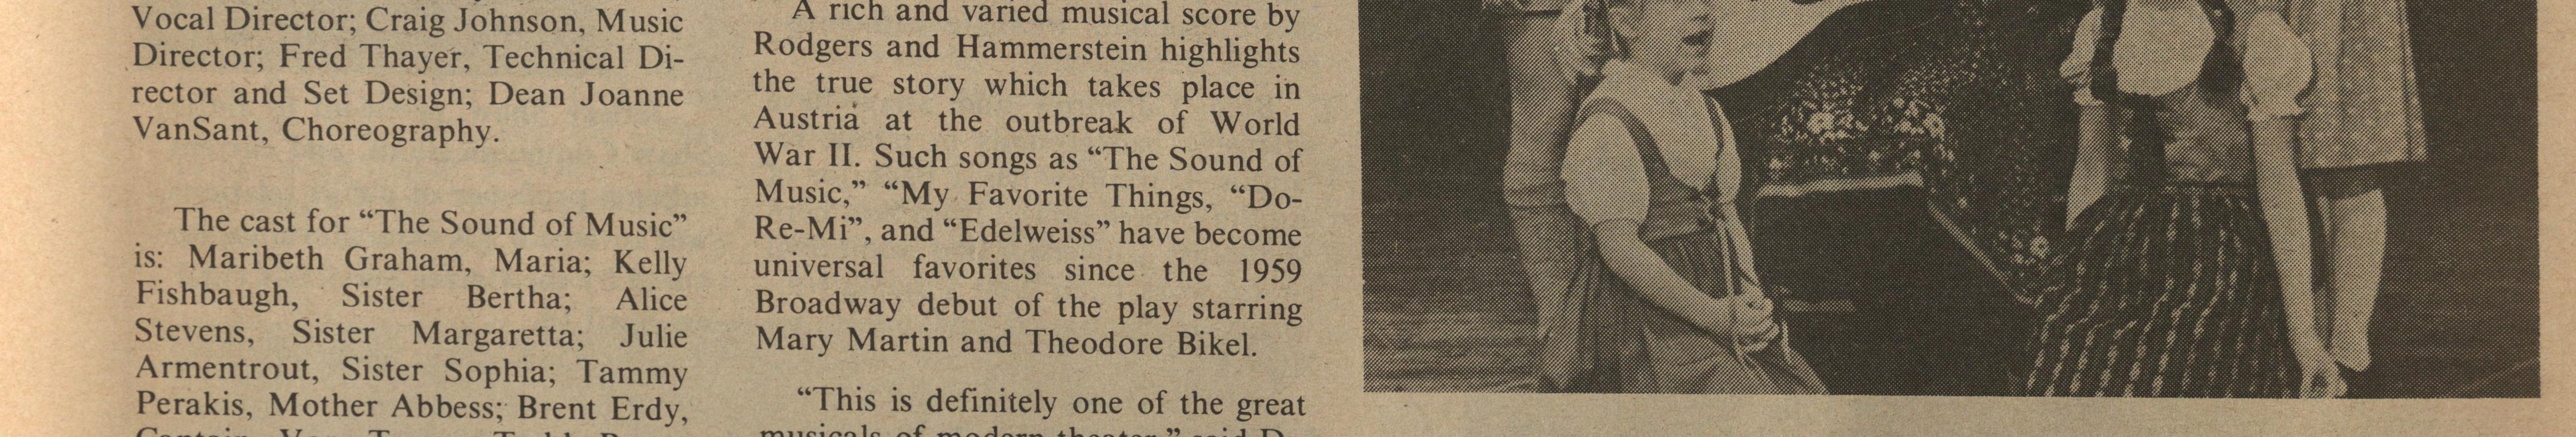 Vocal Director; Craig Johnson, Music
Director; Fred Thayer, Technical Di-
rector and Set Design; Dean Joanne
VanSant, Choreography.
The cast for “The Sound of Music”
is: Maribeth Graham, Maria; Kelly
Fishbaugh, Sister Bertha; Alice
Stevens, Sister Margaretta; Julie
Armentrout, Sister Sophia; Tammy
Perakis, Mother Abbess; Brent Erdy,
A rich and varied musical score by
Rodgers and Hammerstein highlights
the true story which takes place in
Austria at the outbreak of World
War II. Such songs as “The Sound of
Music,” “My Favorite Things, “Do-
Re-Mi”, and “Edelweiss” have become
universal favorites since the 1959
Broadway debut of the play starring
Mary Martin and Theodore Bikel.
“This is definitely one of the great
musicals of modern theater,” said